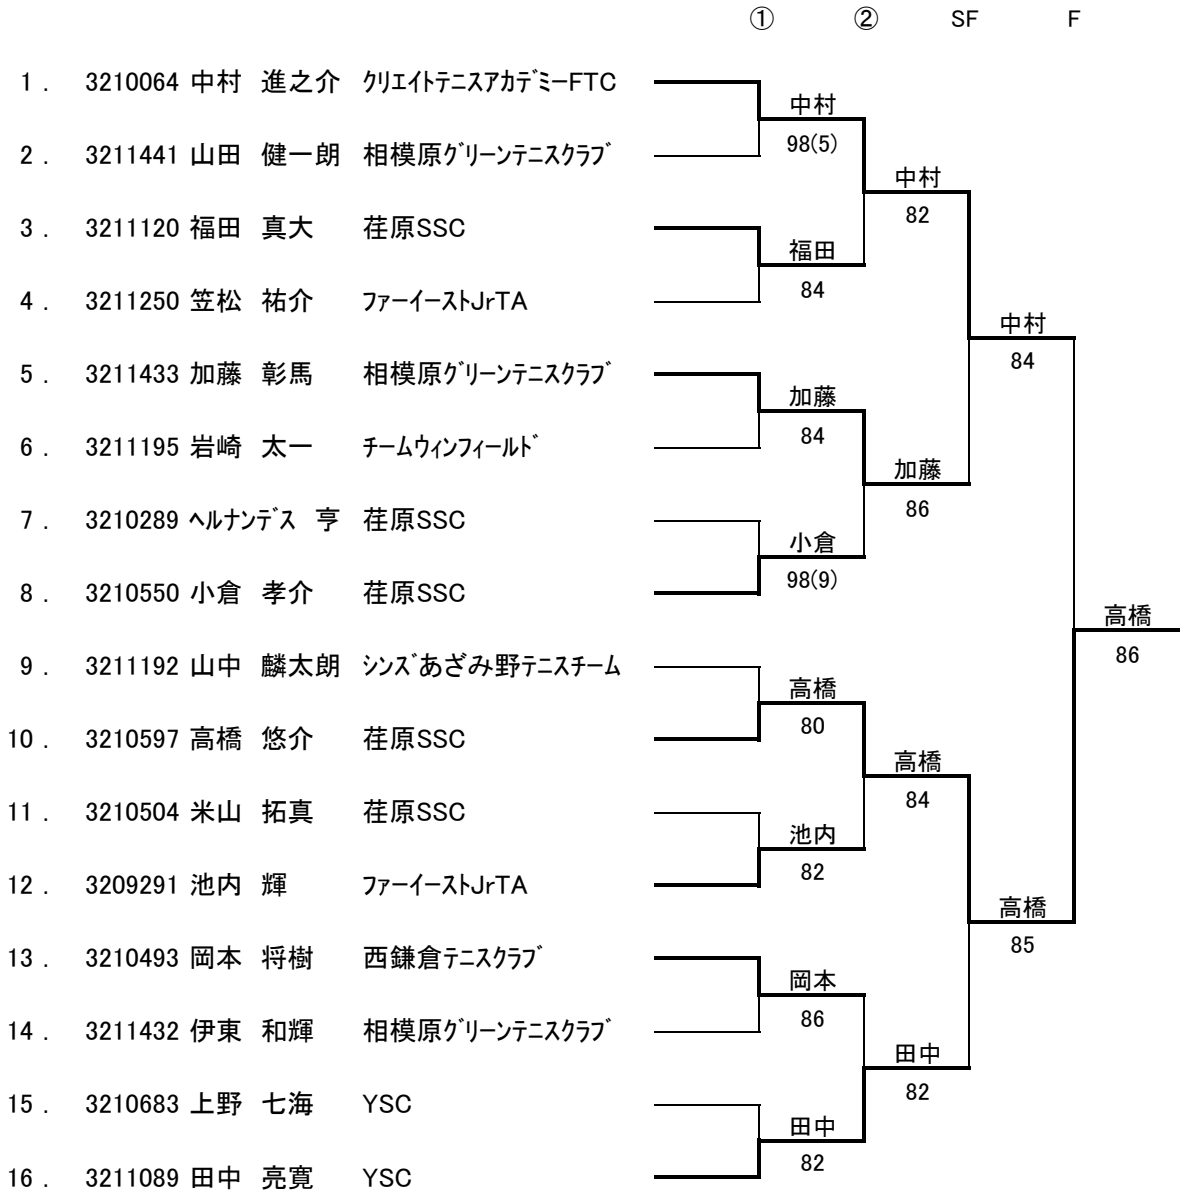 ① ② SF F
1 . 3210064 中村 進之介 ｸﾘｴｲﾄﾃﾆｽｱｶﾃﾞﾐｰFTC
中村
98(5)
2 . 3211441 山田 健一朗 相模原ｸﾞﾘｰﾝﾃﾆｽｸﾗﾌﾞ
中村
82
3 . 3211120 福田 真大 荏原SSC
福田
84
4 . 3211250 笠松 祐介 ﾌｧｰｲｰｽﾄJrTA
中村
84
5 . 3211433 加藤 彰馬 相模原ｸﾞﾘｰﾝﾃﾆｽｸﾗﾌﾞ
加藤
84
6 . 3211195 岩崎 太一 ﾁｰﾑｳｨﾝﾌｨｰﾙﾄﾞ
加藤
86
7 . 3210289 ﾍﾙﾅﾝﾃﾞｽ 亨 荏原SSC
小倉
98(9)
8 . 3210550 小倉 孝介 荏原SSC
高橋
86
9 . 3211192 山中 麟太朗 ｼﾝｽﾞあざみ野ﾃﾆｽﾁｰﾑ
高橋
80
10 . 3210597 高橋 悠介 荏原SSC
高橋
84
11 . 3210504 米山 拓真 荏原SSC
池内
82
12 . 3209291 池内 輝 ﾌｧｰｲｰｽﾄJrTA
高橋
85
13 . 3210493 岡本 将樹 西鎌倉ﾃﾆｽｸﾗﾌﾞ
岡本
86
14 . 3211432 伊東 和輝 相模原ｸﾞﾘｰﾝﾃﾆｽｸﾗﾌﾞ
田中
82
15 . 3210683 上野 七海 YSC
田中
82
16 . 3211089 田中 亮寛 YSC